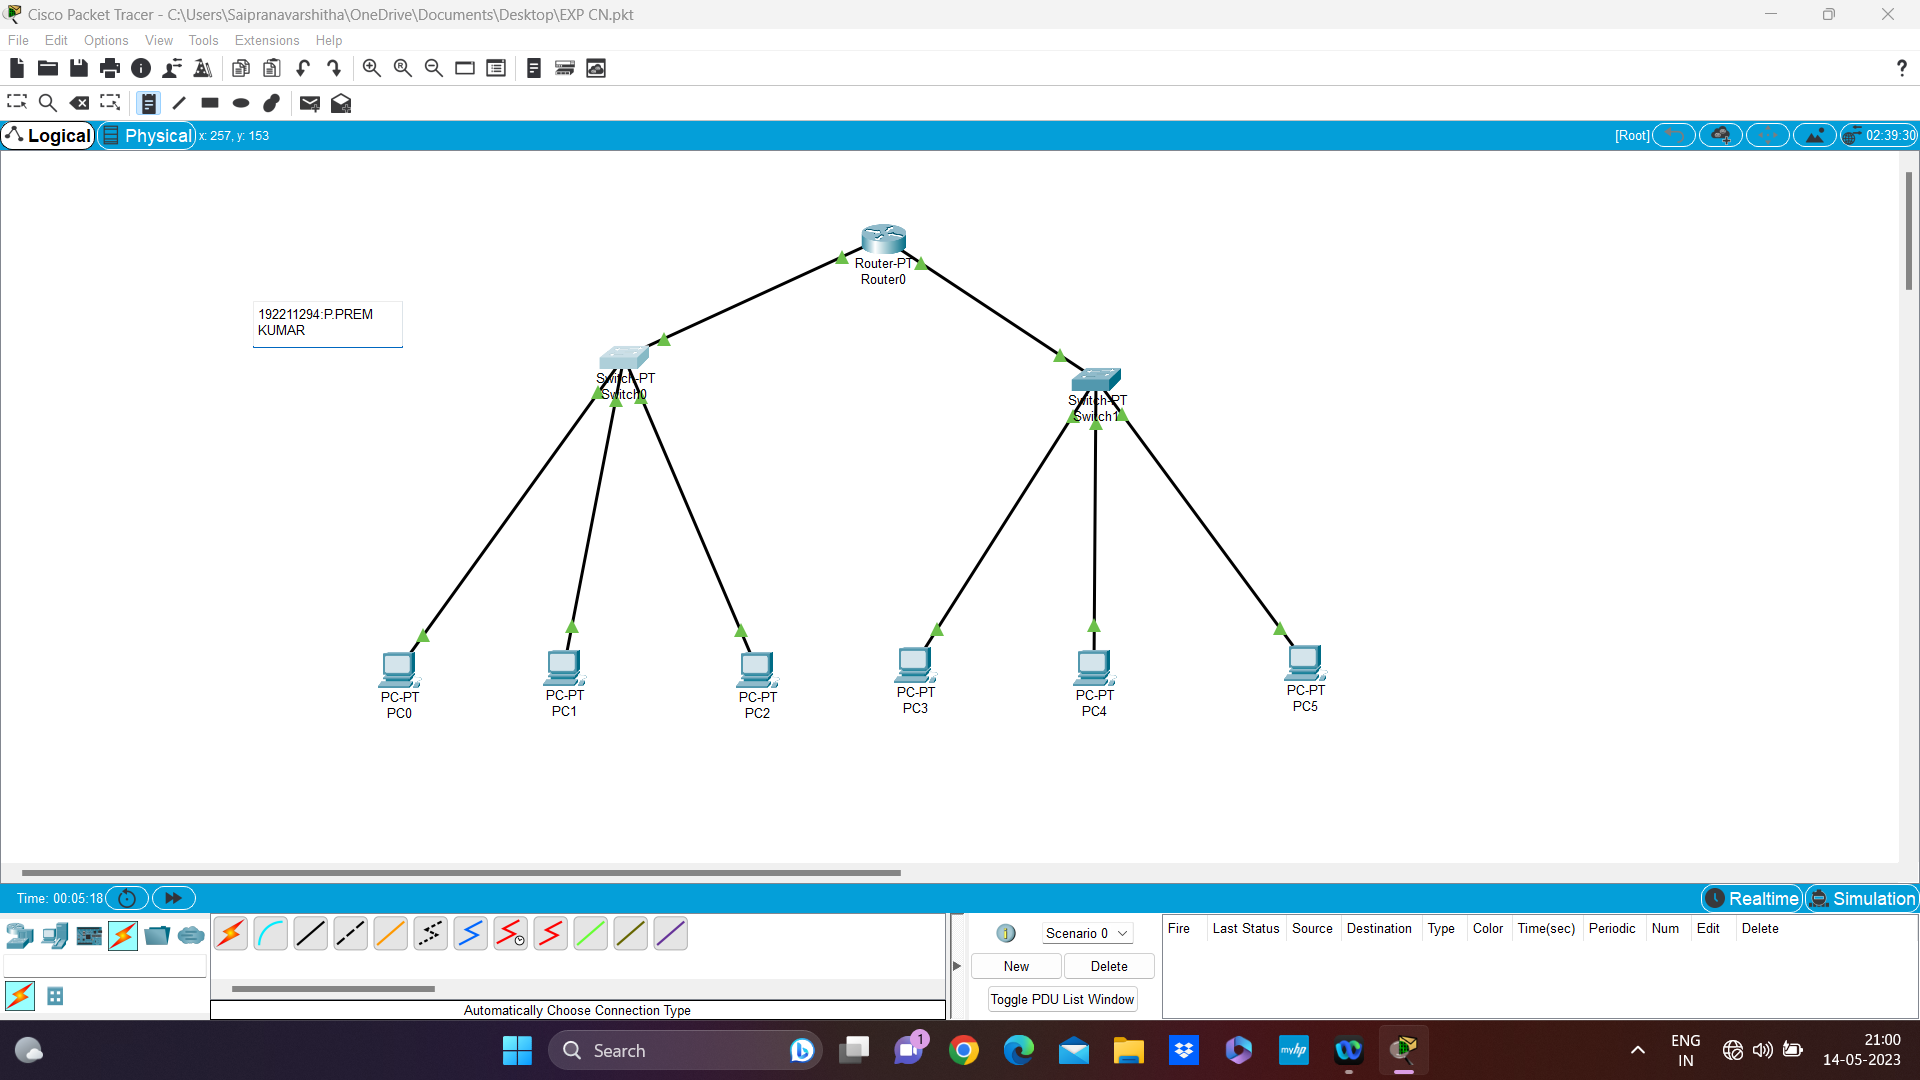 Cisco Packet Tracer - C:\Users\Saipranavarshitha\OneDrive\Documents\Desktop\EXP CN.pkt
File Edit Options View Tools Extensions Help
?
Logical Physical x: 257, y: 153 [Root] 02:39:30
Router-PT
Router0
192211294:P.PREM
KUMAR
Switch-PT
Switch0
Switch-PT
Switch1
PC-PT
PC0
PC-PT
PC1
PC-PT
PC2
PC-PT
PC3
PC-PT
PC4
PC-PT
PC5
Time: 00:05:18 Realtime Simulation
Scenario 0
New Delete
Toggle PDU List Window
Fire Last Status Source Destination Type Color Time(sec) Periodic Num Edit Delete
Automatically Choose Connection Type
Search
1
myhp
ENG
IN
21:00
14-05-2023